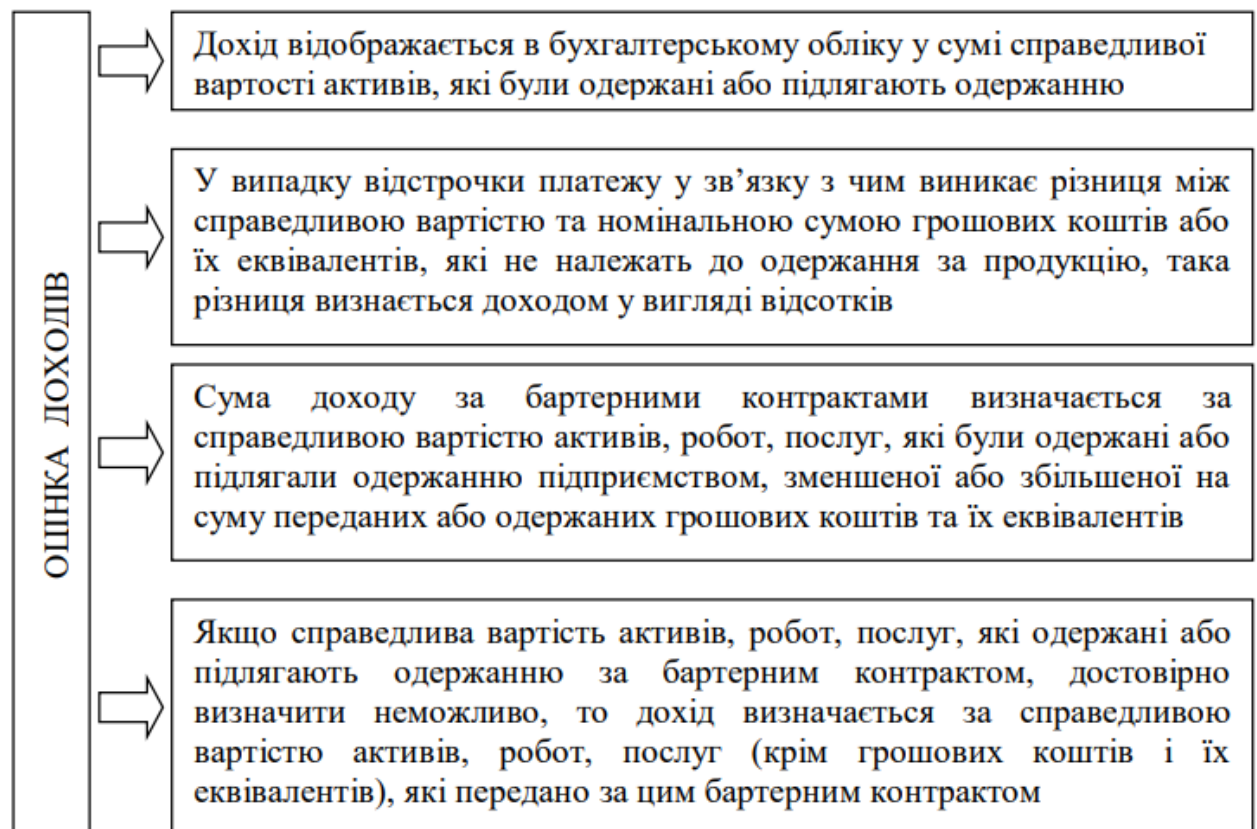 ОЦІНКА ДОХОДІВ
Дохід відображається в бухгалтерському обліку у сумі справедливої
вартості активів, які були одержані або підлягають одержанню
У випадку відстрочки платежу у зв’язку з чим виникає різниця між
справедливою вартістю та номінальною сумою грошових коштів або
їх еквівалентів, які не належать до одержання за продукцію, така
різниця визнається доходом у вигляді відсотків
Сума доходу за бартерними контрактами визначається за
справедливою вартістю активів, робот, послуг, які були одержані або
підлягали одержанню підприємством, зменшеної або збільшеної на
суму переданих або одержаних грошових коштів та їх еквівалентів
Якщо справедлива вартість активів, робот, послуг, які одержані або
підлягають одержанню за бартерним контрактом, достовірно
визначити неможливо, то дохід визначається за справедливою
вартістю активів, робот, послуг (крім грошових коштів і їх
еквівалентів), які передано за цим бартерним контрактом